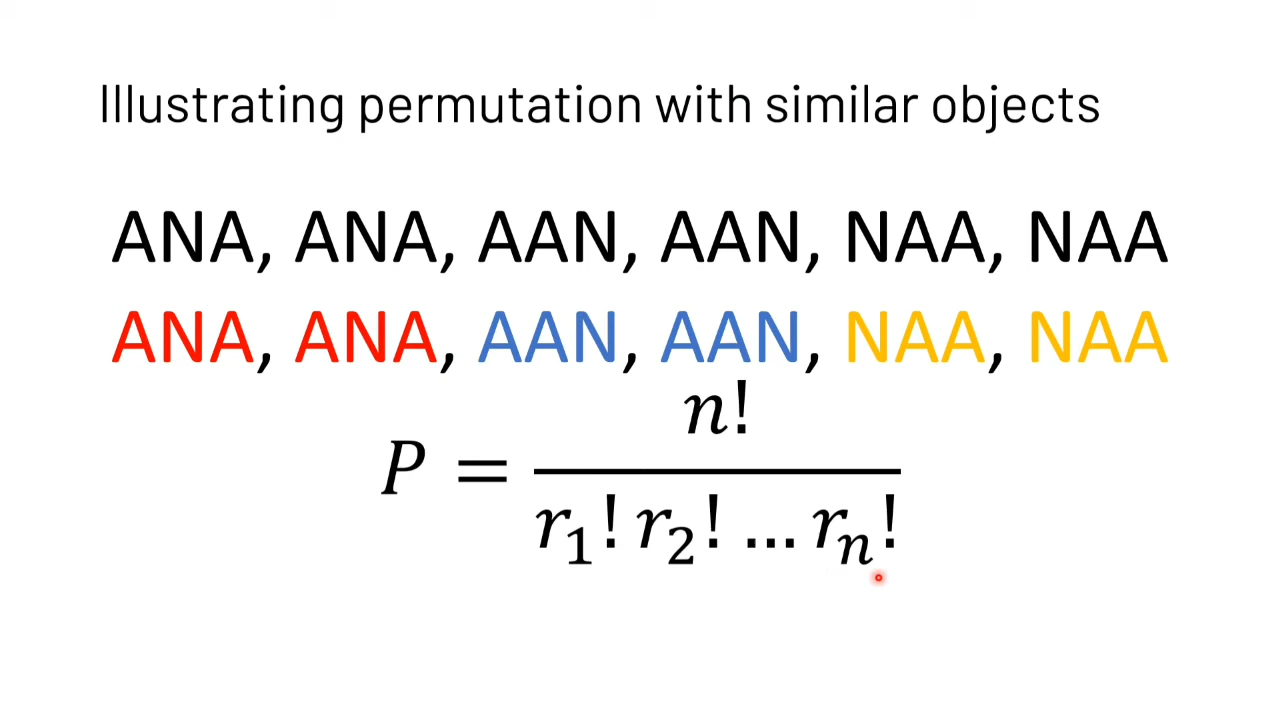 Illustrating permutation with similar objects
ANA, ANA, AAN, AAN, NAA, NAA
ANA, ANA, AAN, AAN, NAA, NAA
n!
P =
r₁! r₂! ... rₙ!